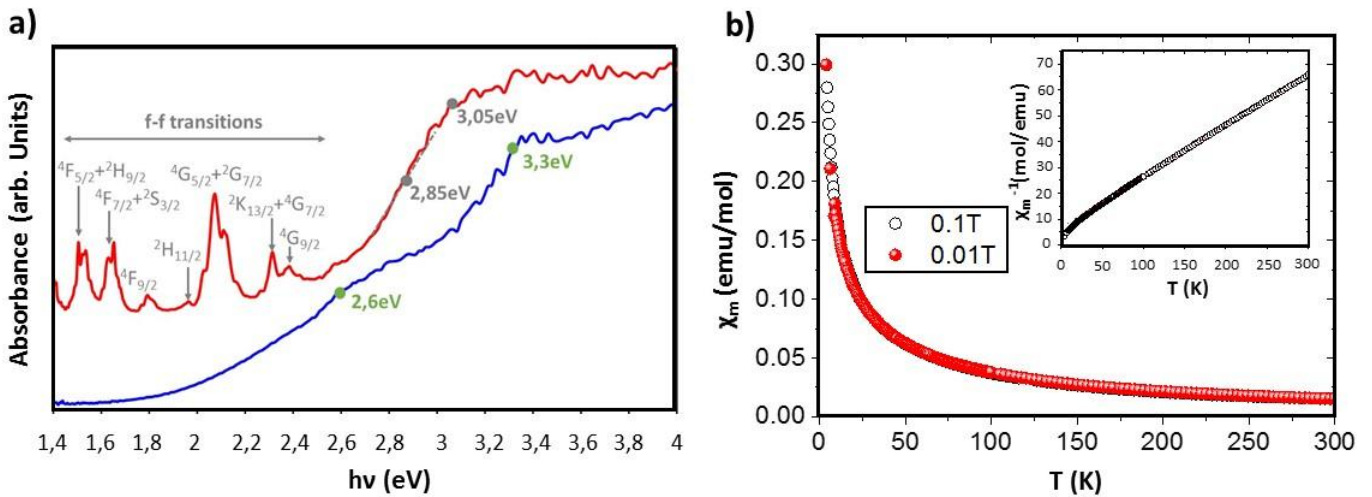 a)
Absorbance (arb. Units)
f-f transitions
⁴F₅/₂+²H₉/₂
⁴F₇/₂+²S₃/₂
⁴F₉/₂
²H₁₁/₂
⁴G₅/₂+²G₇/₂
²K₁₃/₂+⁴G₇/₂
⁴G₉/₂
3,05eV
2,85eV
3,3eV
2,6eV
1,4 1,6 1,8 2 2,2 2,4 2,6 2,8 3 3,2 3,4 3,6 3,8 4
hν (eV)
b)
χₘ (emu/mol)
0.30
0.25
0.20
0.15
0.10
0.05
0.00
0 50 100 150 200 250 300
T (K)
0.1T
0.01T
χₘ⁻¹(mol/emu)
70
60
50
40
30
20
10
0
0 50 100 150 200 250 300
T (K)